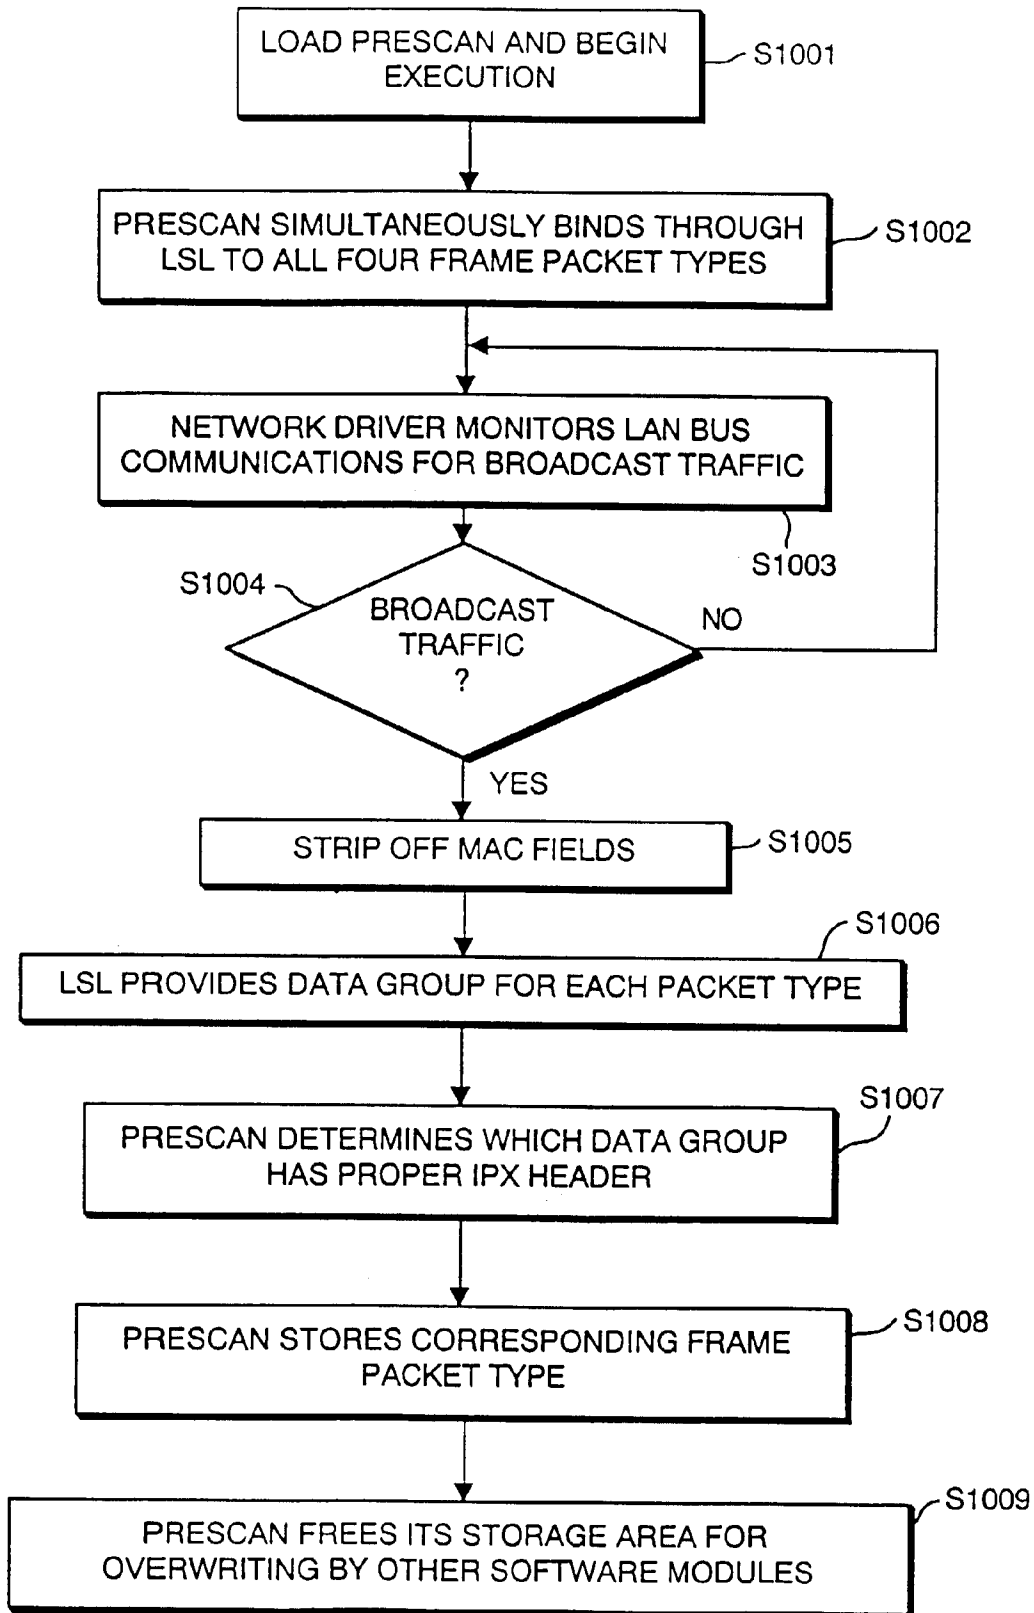 LOAD PRESCAN AND BEGIN
EXECUTION
S1001
PRESCAN SIMULTANEOUSLY BINDS THROUGH
LSL TO ALL FOUR FRAME PACKET TYPES
S1002
NETWORK DRIVER MONITORS LAN BUS
COMMUNICATIONS FOR BROADCAST TRAFFIC
S1003
S1004
BROADCAST
TRAFFIC
?
NO
YES
STRIP OFF MAC FIELDS
S1005
S1006
LSL PROVIDES DATA GROUP FOR EACH PACKET TYPE
S1007
PRESCAN DETERMINES WHICH DATA GROUP
HAS PROPER IPX HEADER
S1008
PRESCAN STORES CORRESPONDING FRAME
PACKET TYPE
S1009
PRESCAN FREES ITS STORAGE AREA FOR
OVERWRITING BY OTHER SOFTWARE MODULES